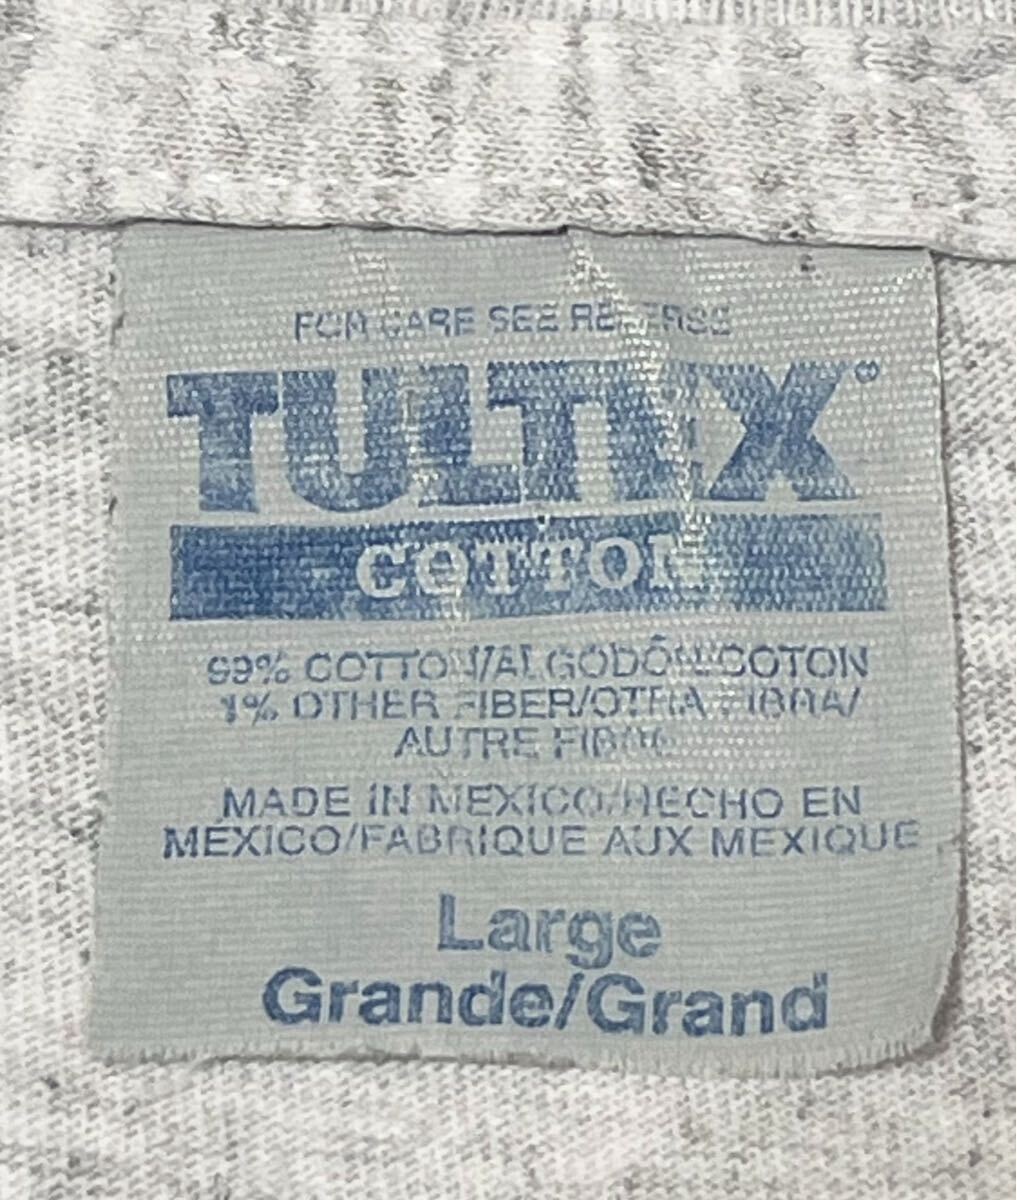 FOR CARE SEE REVERSE
TULTEX®
COTTON
99% COTTON/ALGODÓN/COTON
1% OTHER FIBER/OTRA FIBRA/
AUTRE FIBRE
MADE IN MEXICO/HECHO EN
MEXICO/FABRIQUE AUX MEXIQUE
Large
Grande/Grand